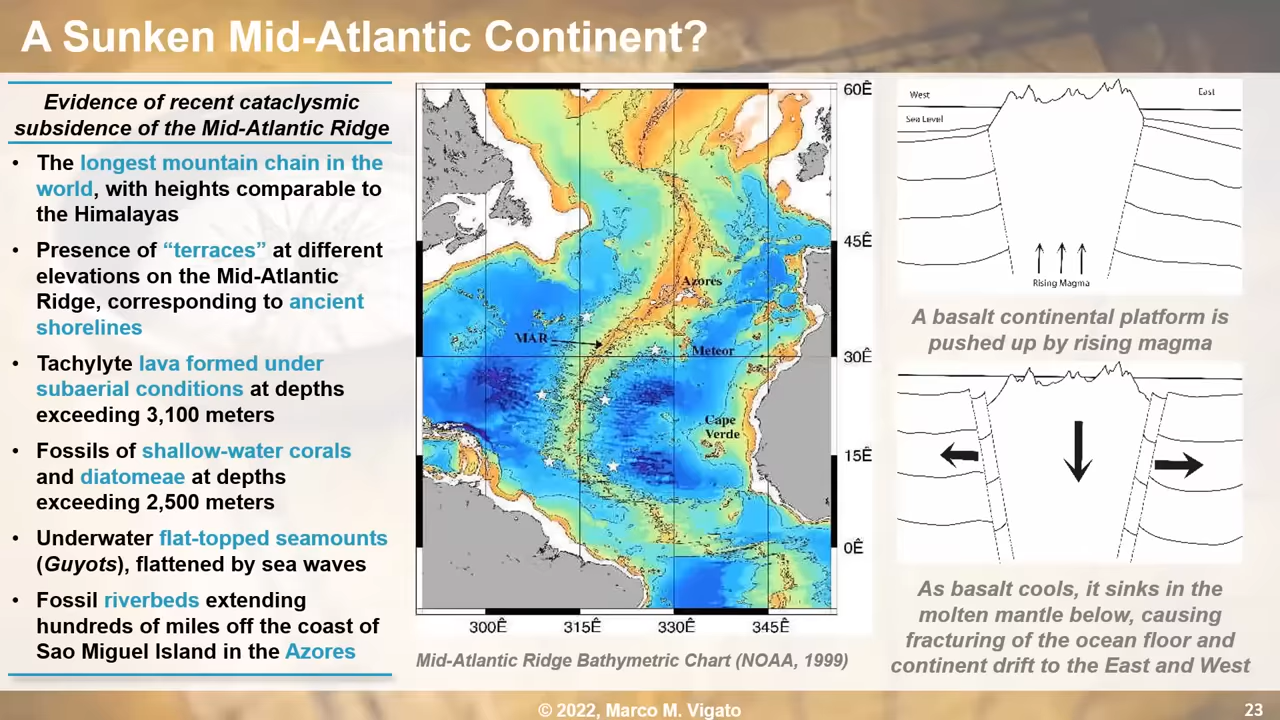 A Sunken Mid-Atlantic Continent?
Evidence of recent cataclysmic
subsidence of the Mid-Atlantic Ridge
• The longest mountain chain in the
world, with heights comparable to
the Himalayas
• Presence of “terraces” at different
elevations on the Mid-Atlantic
Ridge, corresponding to ancient
shorelines
• Tachylyte lava formed under
subaerial conditions at depths
exceeding 3,100 meters
• Fossils of shallow-water corals
and diatomeae at depths
exceeding 2,500 meters
• Underwater flat-topped seamounts
(Guyots), flattened by sea waves
• Fossil riverbeds extending
hundreds of miles off the coast of
Sao Miguel Island in the Azores
60Ê
45Ê
30Ê
15Ê
0Ê
Azores
MAR
Meteor
Cape
Verde
300Ê 315Ê 330Ê 345Ê
Mid-Atlantic Ridge Bathymetric Chart (NOAA, 1999)
West
East
Sea Level
Rising Magma
A basalt continental platform is
pushed up by rising magma
As basalt cools, it sinks in the
molten mantle below, causing
fracturing of the ocean floor and
continent drift to the East and West
© 2022, Marco M. Vigato
23